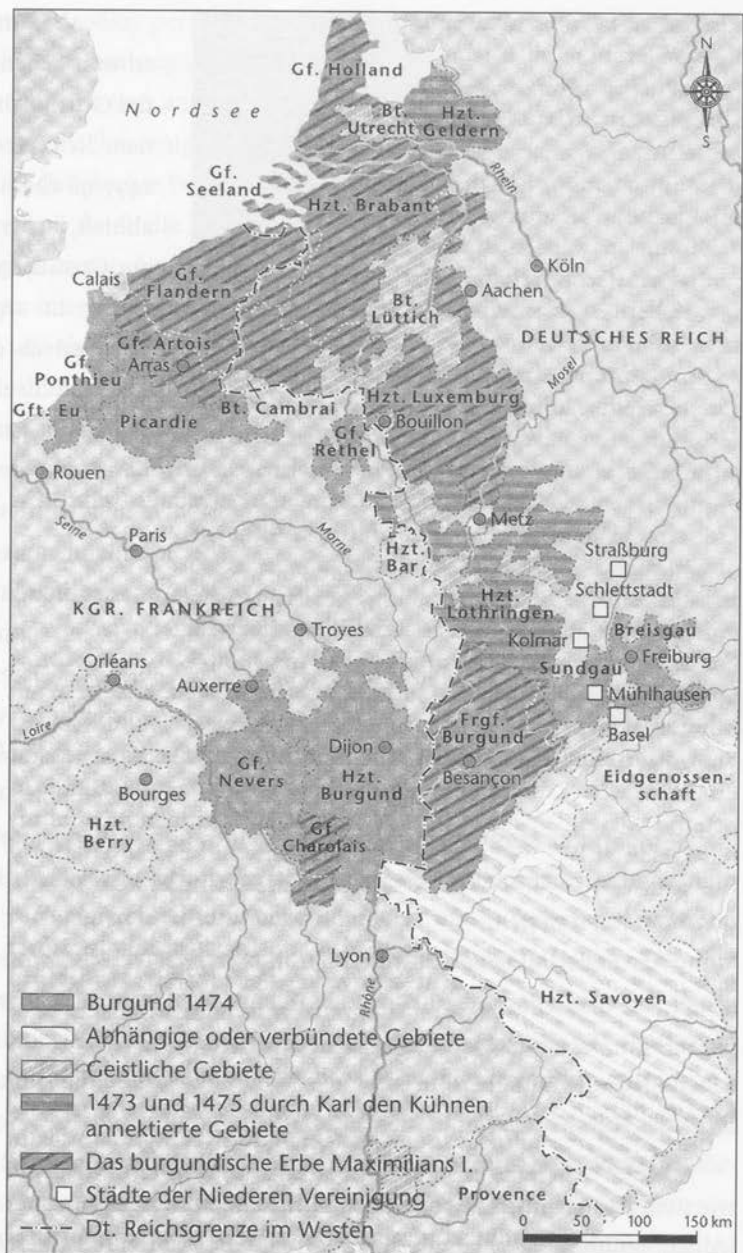 N
S
Nordsee
Gf. Holland
Bt.
Utrecht
Hzt.
Geldern
Gf.
Seeland
Hzt. Brabant
Rhein
Calais
Gf.
Flandern
Köln
Aachen
Bt.
Lüttich
DEUTSCHES REICH
Gf. Artois
Arras
Gf.
Ponthieu
Gft. Eu
Picardie
Bt. Cambrai
Hzt. Luxemburg
Bouillon
Mosel
Gf.
Rethel
Rouen
Seine
Paris
Marne
Metz
Hzt.
Bar
Straßburg
Schlettstadt
KGR. FRANKREICH
Troyes
Hzt.
Lothringen
Kolmar
Breisgau
Freiburg
Sundgau
Mühlhausen
Basel
Orléans
Auxerre
Loire
Gf.
Nevers
Dijon
Hzt.
Burgund
Frgf.
Burgund
Besançon
Eidgenossen-
schaft
Bourges
Hzt.
Berry
Gf.
Charolais
Lyon
Rhône
Hzt. Savoyen
Provence
Burgund 1474
Abhängige oder verbündete Gebiete
Geistliche Gebiete
1473 und 1475 durch Karl den Kühnen
annektierte Gebiete
Das burgundische Erbe Maximilians I.
Städte der Niederen Vereinigung
Dt. Reichsgrenze im Westen
0 50 100 150 km